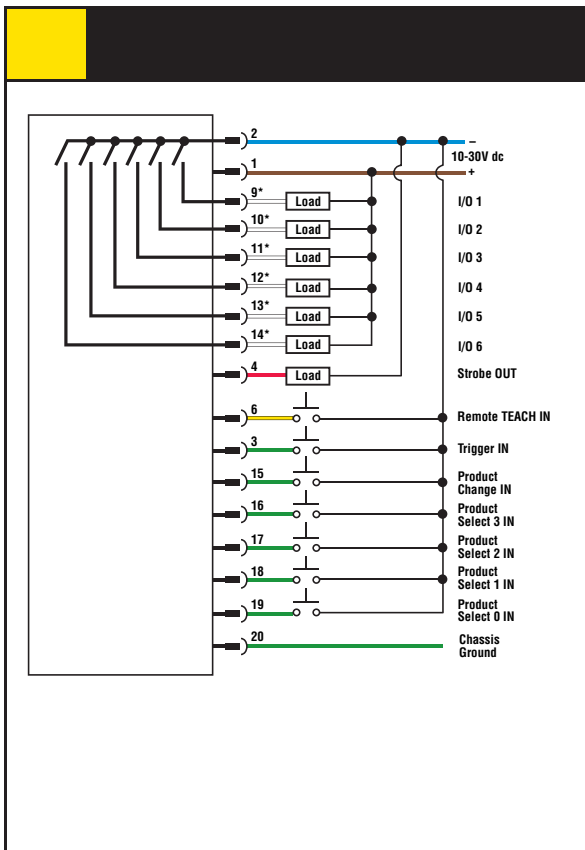 2
–
10-30V dc
1
+
9*
Load
I/O 1
10*
Load
I/O 2
11*
Load
I/O 3
12*
Load
I/O 4
13*
Load
I/O 5
14*
Load
I/O 6
4
Load
Strobe OUT
6
Remote TEACH IN
3
Trigger IN
15
Product
Change IN
16
Product
Select 3 IN
17
Product
Select 2 IN
18
Product
Select 1 IN
19
Product
Select 0 IN
20
Chassis
Ground